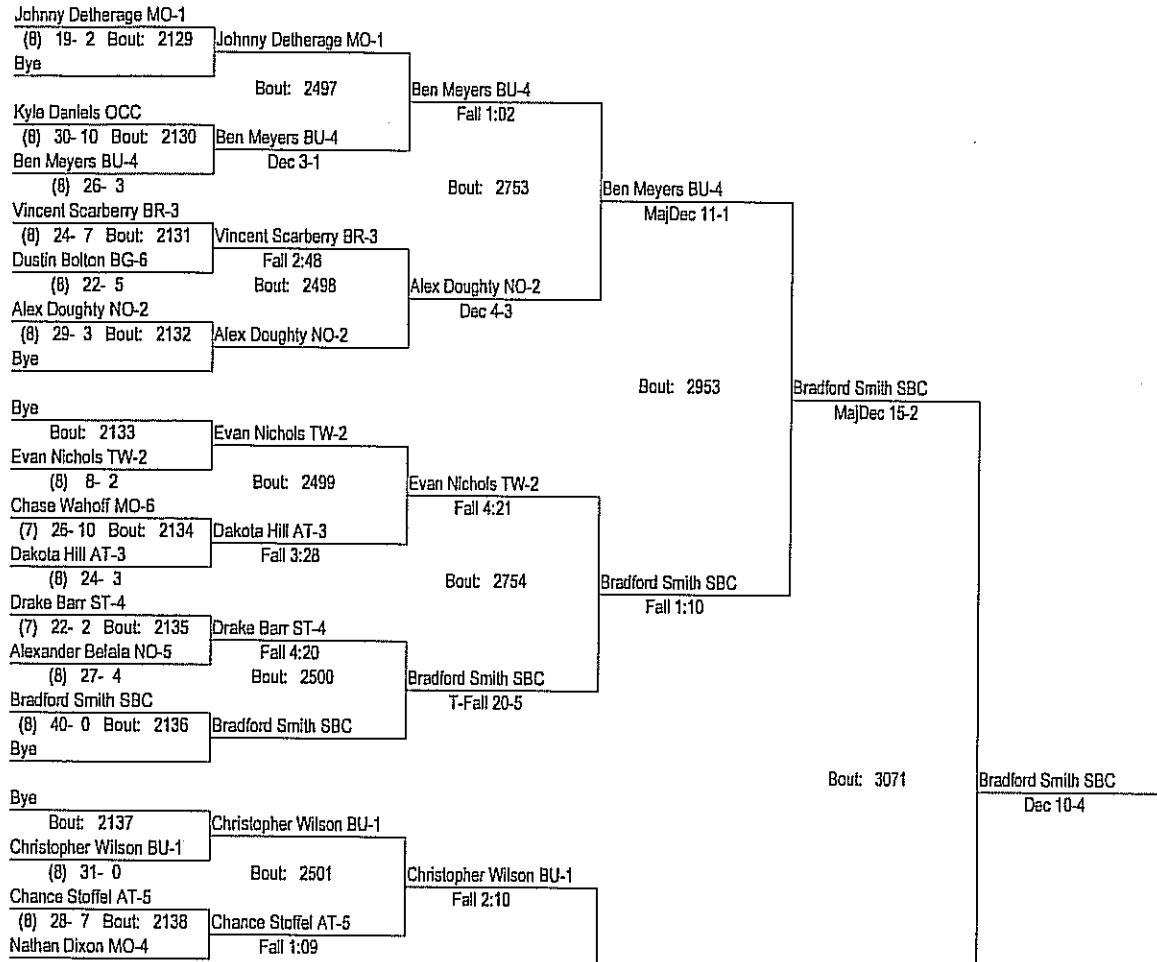 Johnny Detherage MO-1
(8) 19- 2 Bout: 2129
Bye
Johnny Detherage MO-1
Bout: 2497
Kyle Daniels OCC
(8) 30- 10 Bout: 2130
Ben Meyers BU-4
(8) 26- 3
Ben Meyers BU-4
Dec 3-1
Ben Meyers BU-4
Fall 1:02
Bout: 2753
Vincent Scarberry BR-3
(8) 24- 7 Bout: 2131
Dustin Bolton BG-6
(8) 22- 5
Vincent Scarberry BR-3
Fall 2:48
Bout: 2498
Alex Doughty NO-2
(8) 29- 3 Bout: 2132
Bye
Alex Doughty NO-2
Alex Doughty NO-2
Dec 4-3
Ben Meyers BU-4
MajDec 11-1
Bout: 2953
Bye
Bout: 2133
Evan Nichols TW-2
(8) 8- 2
Evan Nichols TW-2
Bout: 2499
Chase Wahoff MO-6
(7) 26- 10 Bout: 2134
Dakota Hill AT-3
(8) 24- 3
Dakota Hill AT-3
Fall 3:28
Evan Nichols TW-2
Fall 4:21
Bout: 2754
Drake Barr ST-4
(7) 22- 2 Bout: 2135
Alexander Belala NO-5
(8) 27- 4
Drake Barr ST-4
Fall 4:20
Bout: 2500
Bradford Smith SBC
(8) 40- 0 Bout: 2136
Bye
Bradford Smith SBC
Bradford Smith SBC
T-Fall 20-5
Bradford Smith SBC
Fall 1:10
Bradford Smith SBC
MajDec 15-2
Bout: 3071
Bradford Smith SBC
Dec 10-4
Bye
Bout: 2137
Christopher Wilson BU-1
(8) 31- 0
Christopher Wilson BU-1
Bout: 2501
Chance Stoffel AT-5
(8) 28- 7 Bout: 2138
Nathan Dixon MO-4
Chance Stoffel AT-5
Fall 1:09
Christopher Wilson BU-1
Fall 2:10